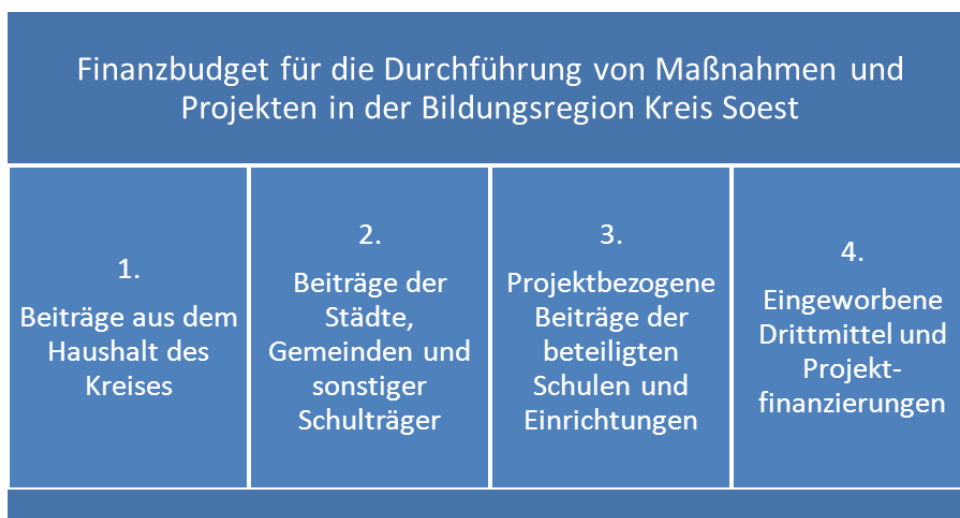 Finanzbudget für die Durchführung von Maßnahmen und
Projekten in der Bildungsregion Kreis Soest
1.
Beiträge aus dem
Haushalt des
Kreises
2.
Beiträge der
Städte,
Gemeinden und
sonstiger
Schulträger
3.
Projektbezogene
Beiträge der
beteiligten
Schulen und
Einrichtungen
4.
Eingeworbene
Drittmittel und
Projekt-
finanzierungen